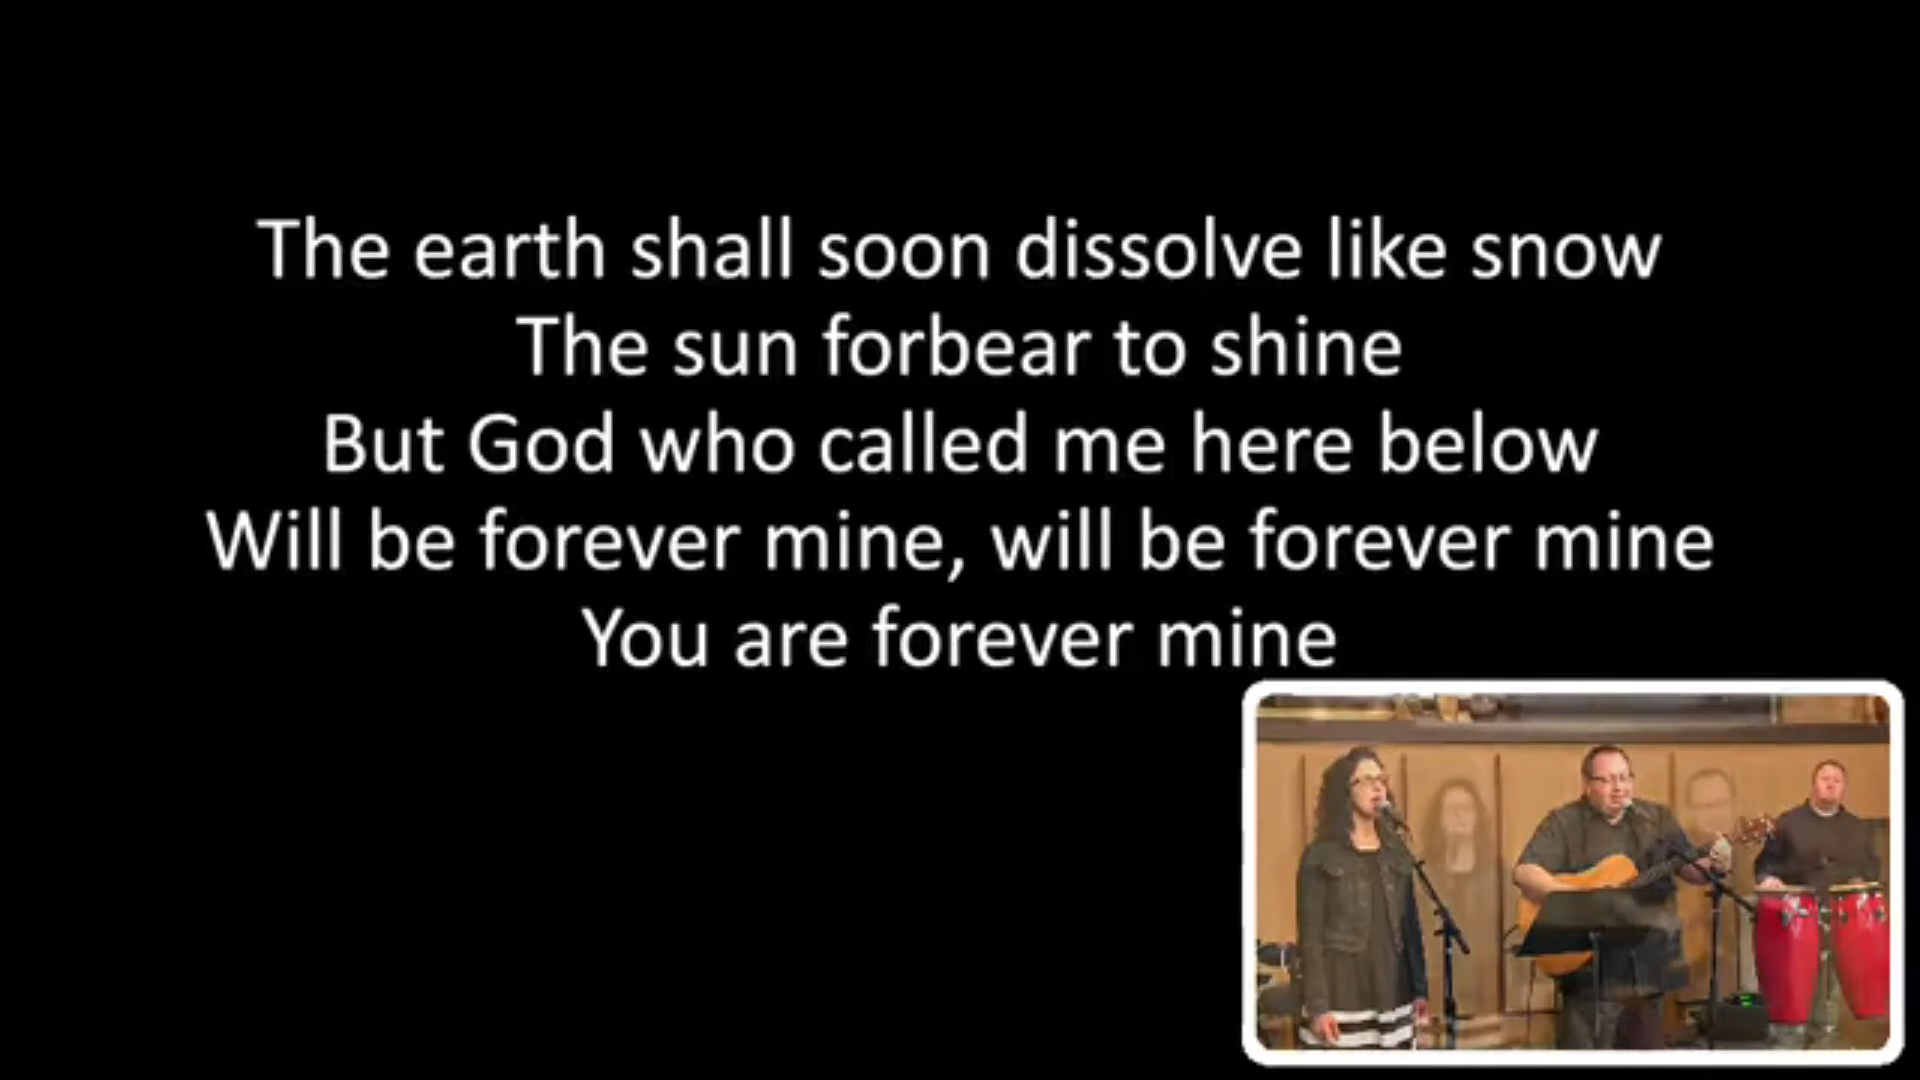 The earth shall soon dissolve like snow
The sun forbear to shine
But God who called me here below
Will be forever mine, will be forever mine
You are forever mine